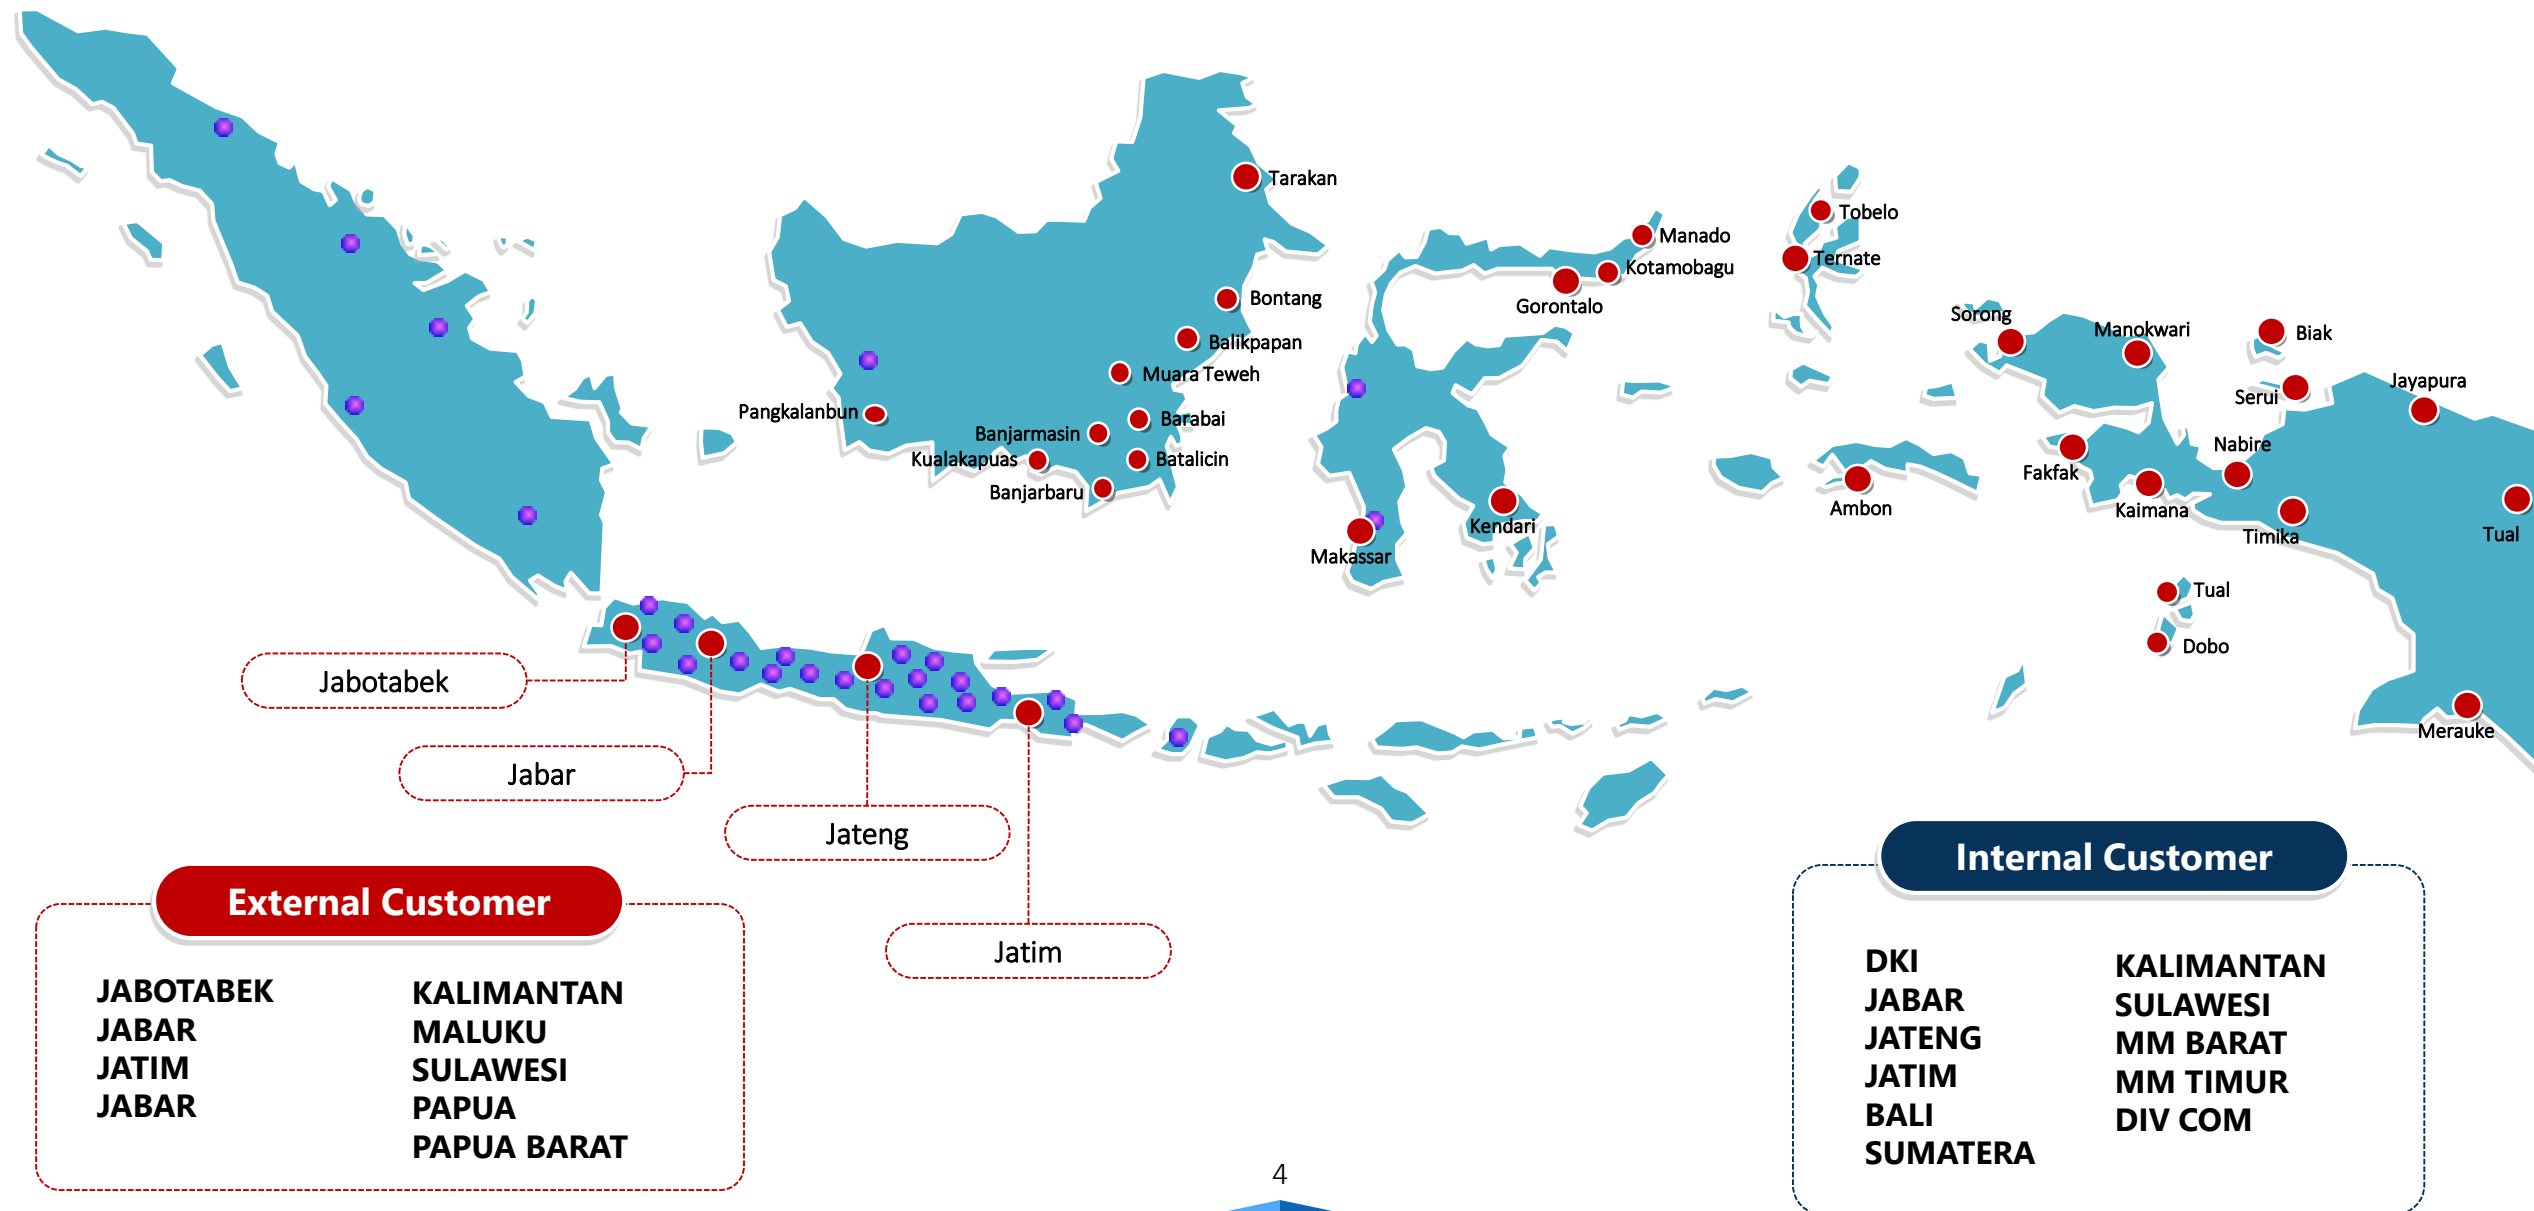 Tarakan
Tobelo
Manado
Ternate
Kotamobagu
Bontang
Gorontalo
Sorong
Manokwari
Biak
Balikpapan
Muara Teweh
Jayapura
Serui
Pangkalanbun
Barabai
Banjarmasin
Nabire
Kualakapuas
Batalicin
Fakfak
Banjarbaru
Ambon
Kaimana
Kendari
Timika
Tual
Makassar
Tual
Dobo
Jabotabek
Merauke
Jabar
Jateng
Jatim
External Customer
JABOTABEK
JABAR
JATIM
JABAR
KALIMANTAN
MALUKU
SULAWESI
PAPUA
PAPUA BARAT
Internal Customer
DKI
JABAR
JATENG
JATIM
BALI
SUMATERA
KALIMANTAN
SULAWESI
MM BARAT
MM TIMUR
DIV COM
4